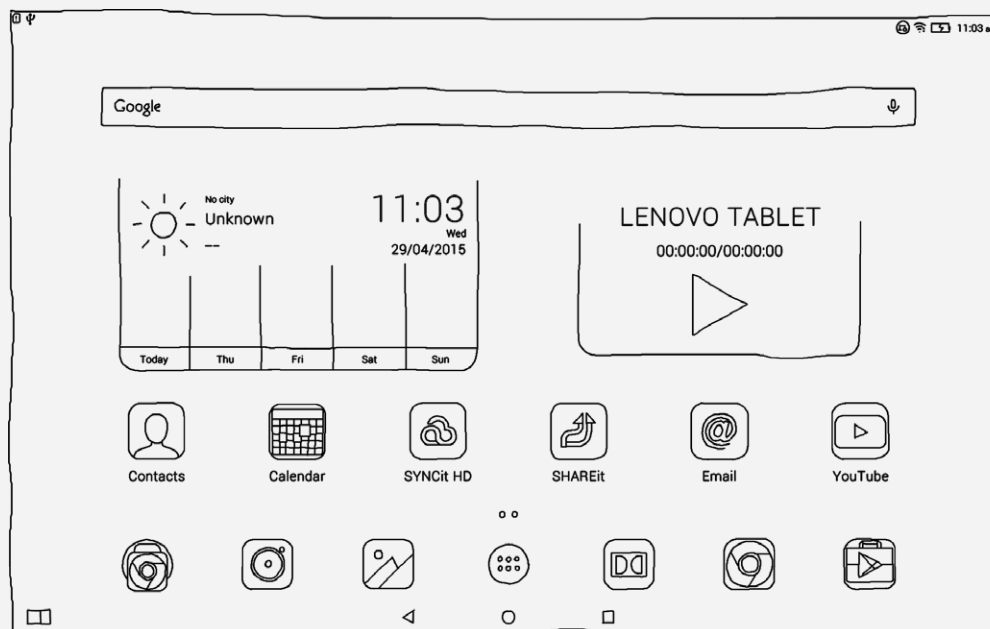 11:03
Google
No city
Unknown
--
11:03
Wed
29/04/2015
Today Thu Fri Sat Sun
LENOVO TABLET
00:00:00/00:00:00
Contacts Calendar SYNCit HD SHAREit Email YouTube